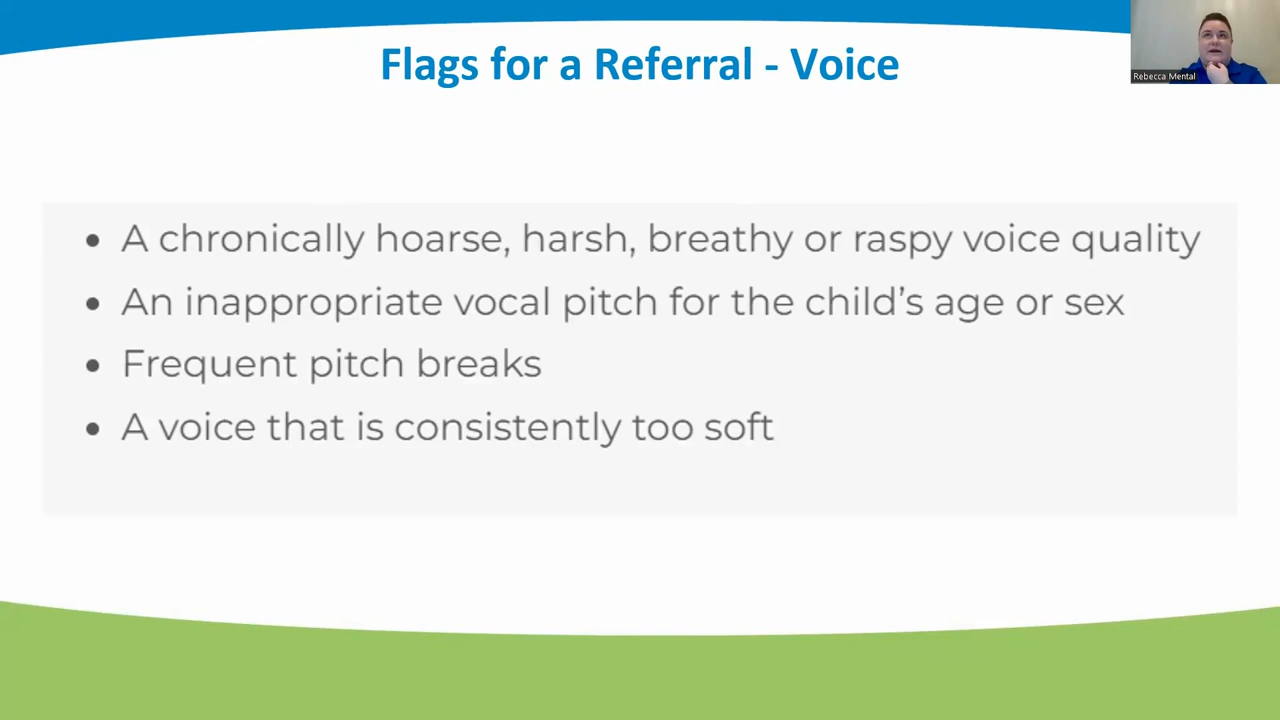 Flags for a Referral - Voice
Rebecca Mental
• A chronically hoarse, harsh, breathy or raspy voice quality
• An inappropriate vocal pitch for the child’s age or sex
• Frequent pitch breaks
• A voice that is consistently too soft